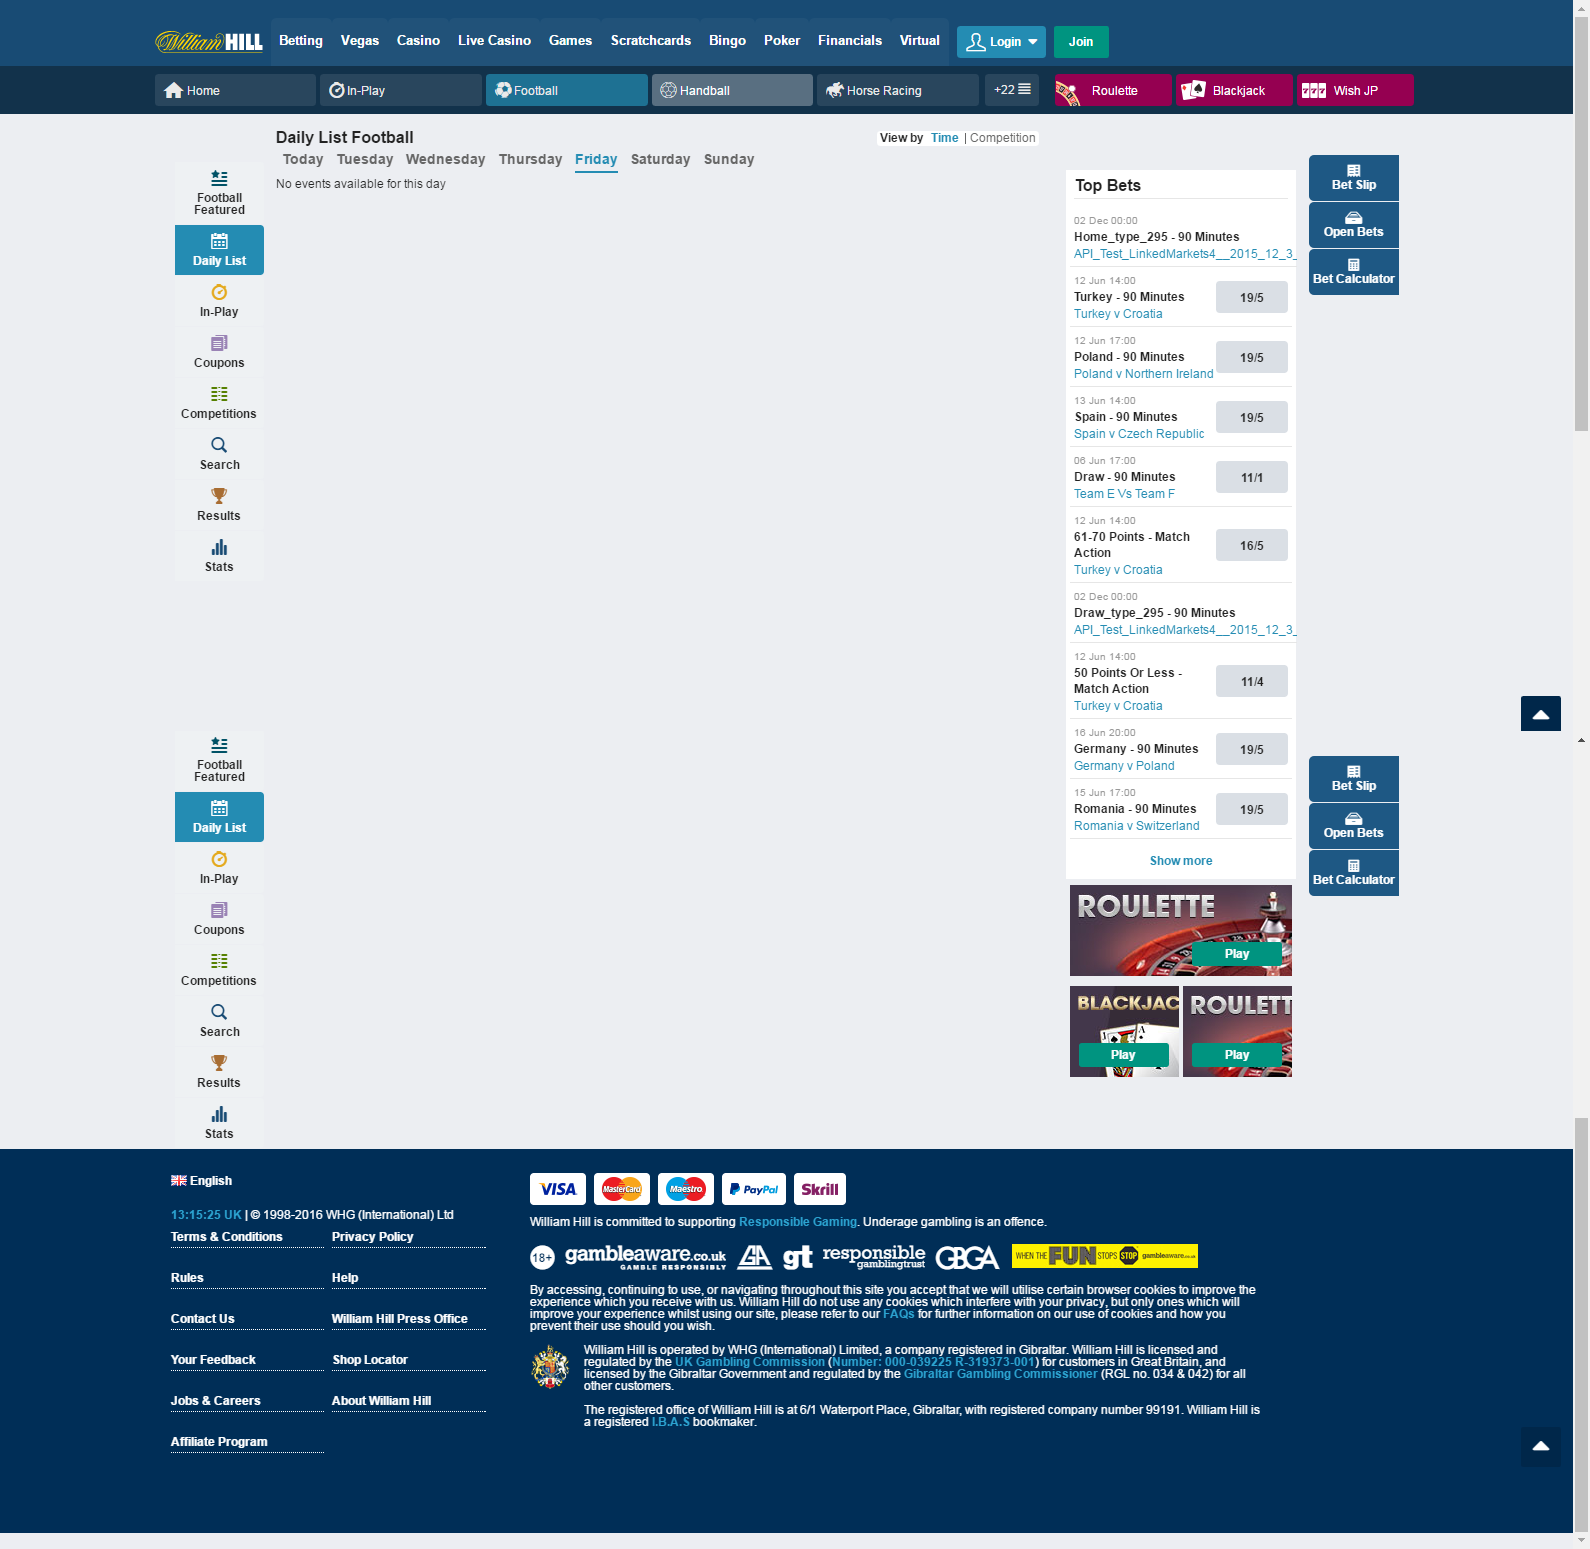 William HILL
Betting Vegas Casino Live Casino Games Scratchcards Bingo Poker Financials Virtual Login Join
Home In-Play Football Handball Horse Racing +22 Roulette Blackjack Wish JP
Daily List Football
View by Time | Competition
Today Tuesday Wednesday Thursday Friday Saturday Sunday
No events available for this day
Football
Featured
Daily List
In-Play
Coupons
Competitions
Search
Results
Stats
Top Bets
02 Dec 00:00
Home_type_295 - 90 Minutes
API_Test_LinkedMarkets4__2015_12_3_
12 Jun 14:00
Turkey - 90 Minutes 19/5
Turkey v Croatia
12 Jun 17:00
Poland - 90 Minutes 19/5
Poland v Northern Ireland
13 Jun 14:00
Spain - 90 Minutes 19/5
Spain v Czech Republic
06 Jun 17:00
Draw - 90 Minutes 11/1
Team E Vs Team F
12 Jun 14:00
61-70 Points - Match
Action 16/5
Turkey v Croatia
02 Dec 00:00
Draw_type_295 - 90 Minutes
API_Test_LinkedMarkets4__2015_12_3_
12 Jun 14:00
50 Points Or Less -
Match Action 11/4
Turkey v Croatia
16 Jun 20:00
Germany - 90 Minutes 19/5
Germany v Poland
15 Jun 17:00
Romania - 90 Minutes 19/5
Romania v Switzerland
Show more
ROULETTE
Play
BLACKJAC
Play
ROULETT
Play
Bet Slip
Open Bets
Bet Calculator
Football
Featured
Daily List
In-Play
Coupons
Competitions
Search
Results
Stats
Bet Slip
Open Bets
Bet Calculator
English
13:15:25 UK | © 1998-2016 WHG (International) Ltd
Terms & Conditions Privacy Policy
Rules Help
Contact Us William Hill Press Office
Your Feedback Shop Locator
Jobs & Careers About William Hill
Affiliate Program
VISA MasterCard Maestro PayPal Skrill
William Hill is committed to supporting Responsible Gaming. Underage gambling is an offence.
18+ gambleaware.co.uk GAMBLE RESPONSIBLY GA gt responsible gamblingtrust GBGA WHEN THE FUN STOPS STOP gambleaware.co.uk
By accessing, continuing to use, or navigating throughout this site you accept that we will utilise certain browser cookies to improve the
experience which you receive with us. William Hill do not use any cookies which interfere with your privacy, but only ones which will
improve your experience whilst using our site, please refer to our FAQs for further information on our use of cookies and how you
prevent their use should you wish.
William Hill is operated by WHG (International) Limited, a company registered in Gibraltar. William Hill is licensed and
regulated by the UK Gambling Commission (Number: 000-039225 R-319373-001) for customers in Great Britain, and
licensed by the Gibraltar Government and regulated by the Gibraltar Gambling Commissioner (RGL no. 034 & 042) for all
other customers.
The registered office of William Hill is at 6/1 Waterport Place, Gibraltar, with registered company number 99191. William Hill is
a registered I.B.A.S bookmaker.